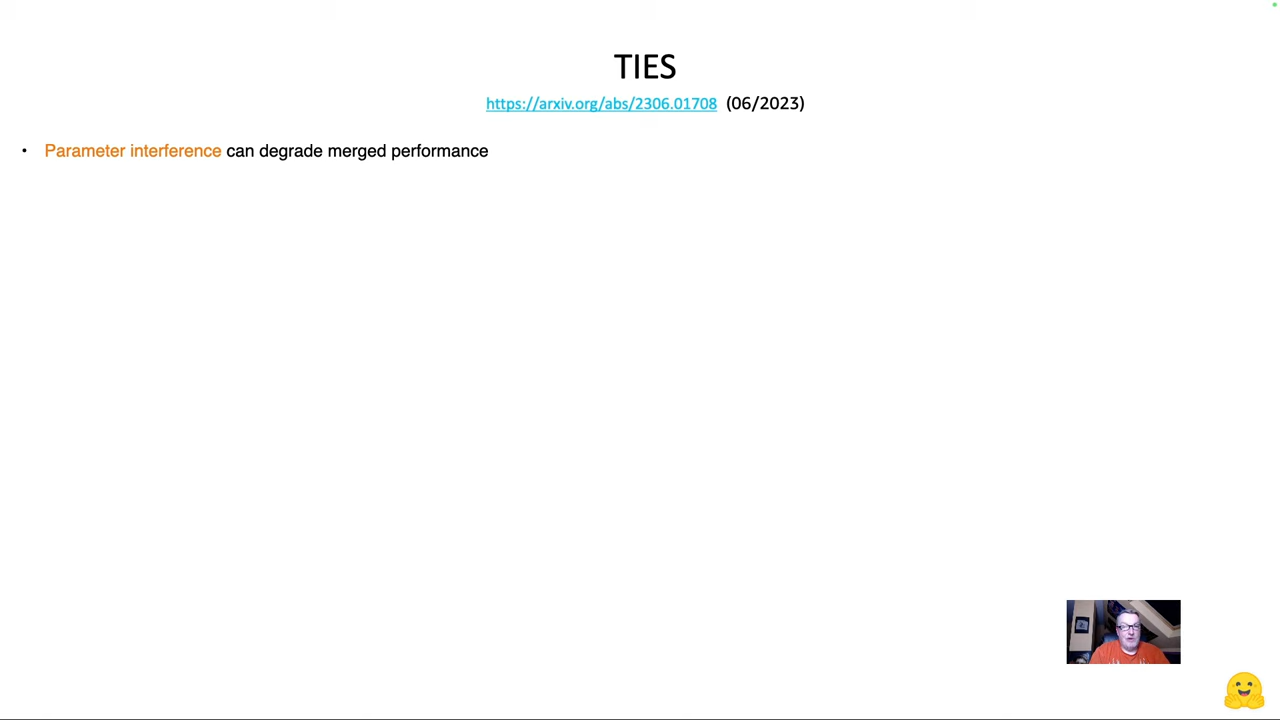 TIES
https://arxiv.org/abs/2306.01708 (06/2023)
• Parameter interference can degrade merged performance